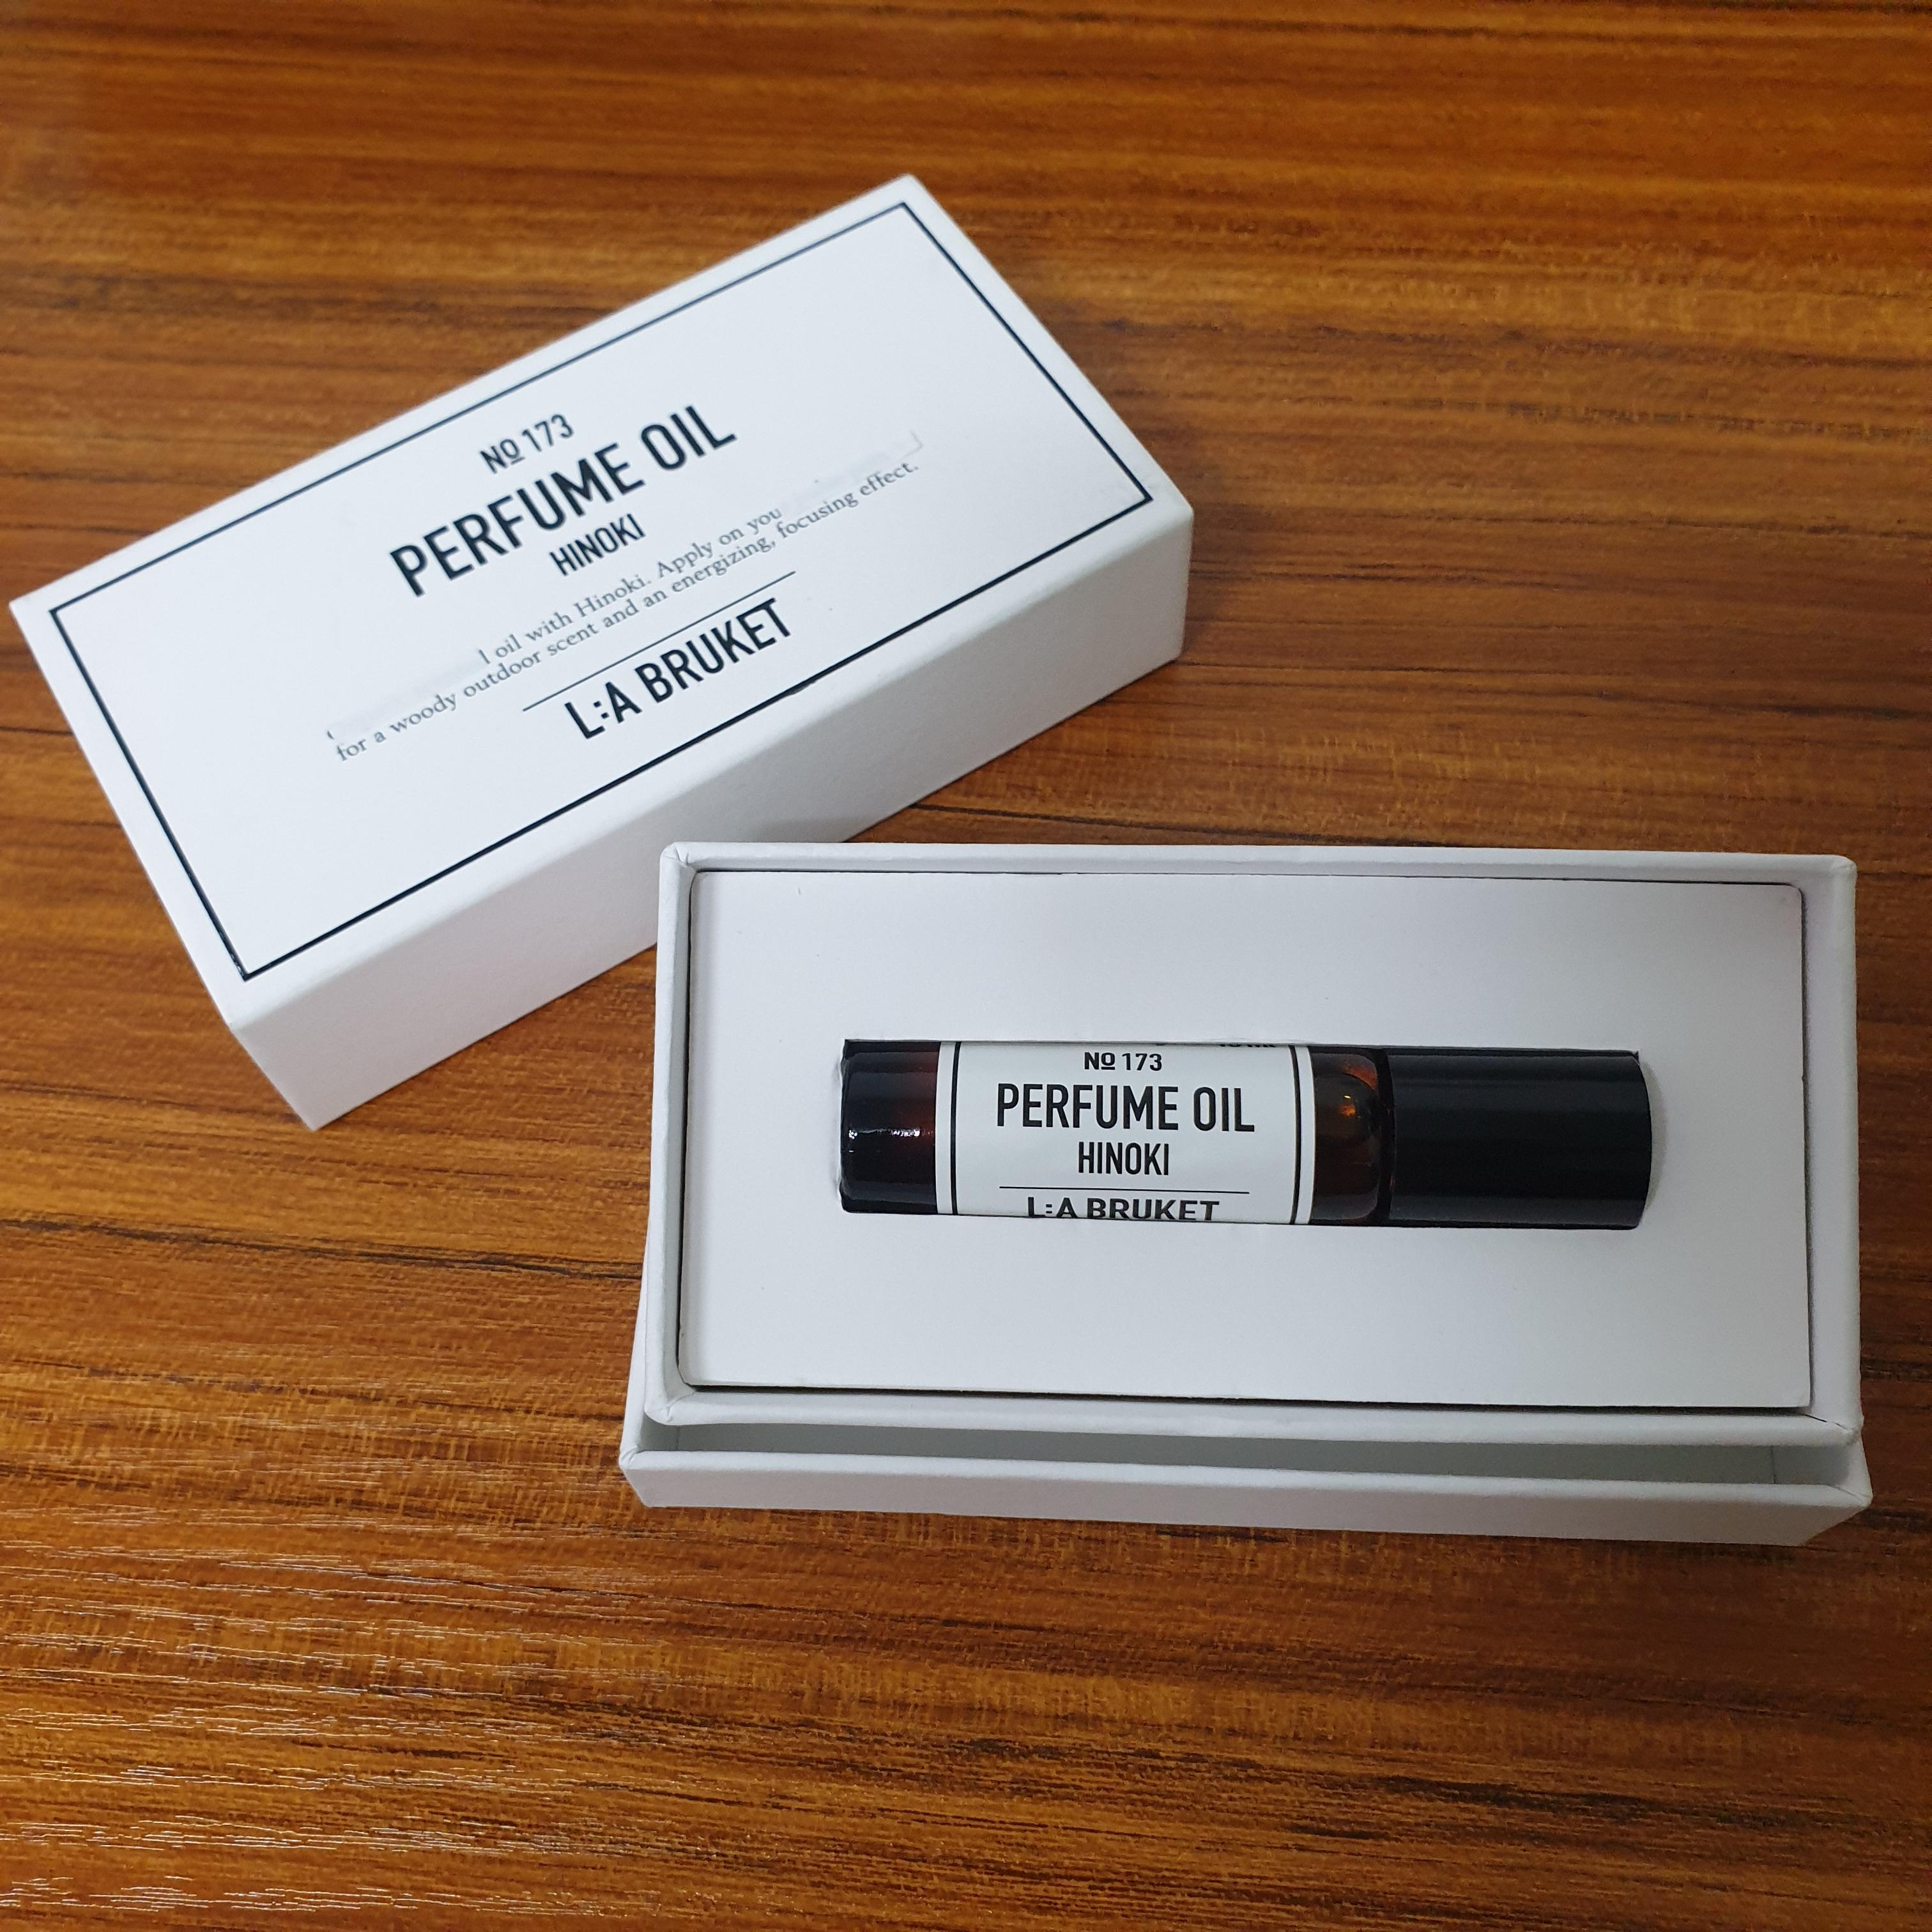 Nº 173
PERFUME OIL
HINOKI
oil with Hinoki. Apply on you
for a woody outdoor scent and an energizing, focusing effect.
L:A BRUKET
Nº 173
PERFUME OIL
HINOKI
L:A BRUKET